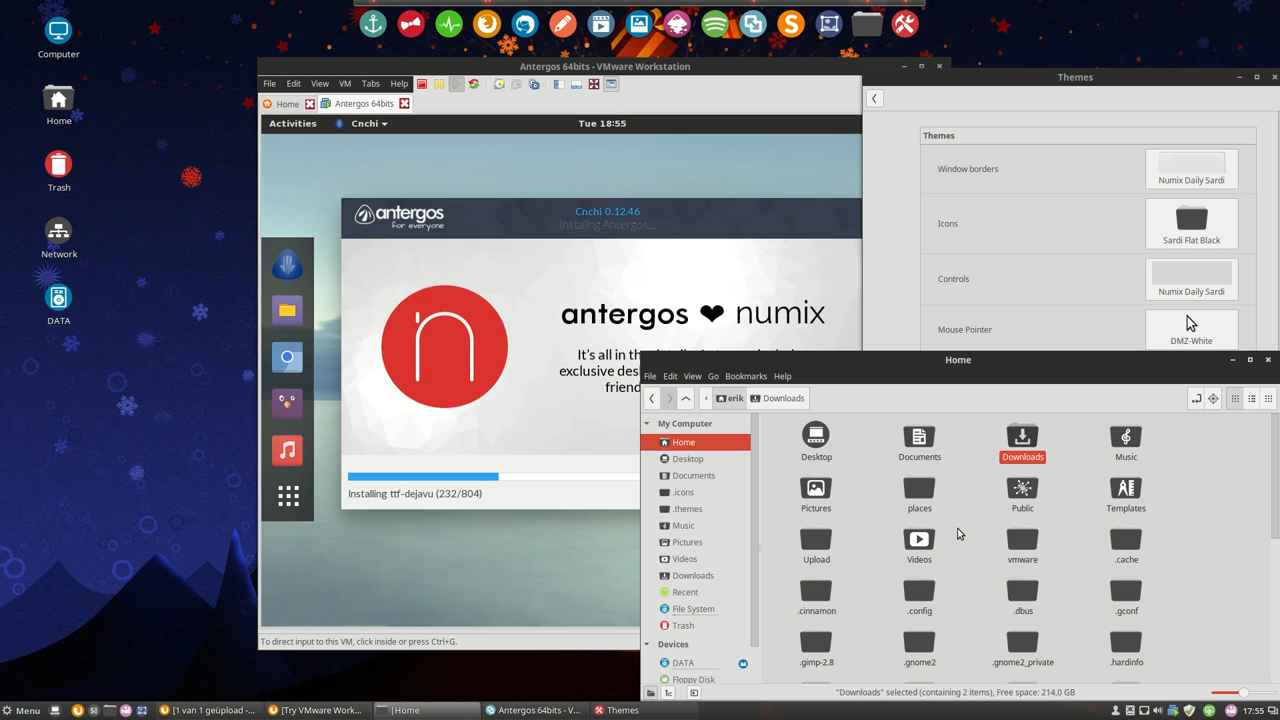 Computer
Home
Trash
Network
DATA
Antergos 64bits - VMware Workstation
File Edit View VM Tabs Help
Home Antergos 64bits
Activities Cnchi Tue 18:55
antergos
for everyone
Cnchi 0.12.46
Installing Antergos...
antergos ❤ numix
It's all in the
exclusive des
friend
Installing ttf-dejavu (232/804)
To direct input to this VM, click inside or press Ctrl+G.
Themes
Themes
Window borders
Numix Daily Sardi
Icons
Sardi Flat Black
Controls
Numix Daily Sardi
Mouse Pointer
DMZ-White
Home
File Edit View Go Bookmarks Help
erik Downloads
My Computer
Home
Desktop
Documents
.icons
.themes
Music
Pictures
Videos
Downloads
Recent
File System
Trash
Devices
DATA
Floppy Disk
Desktop Documents Downloads Music
Pictures places Public Templates
Upload Videos vmware .cache
.cinnamon .config .dbus .gconf
.gimp-2.8 .gnome2 .gnome2_private .hardinfo
"Downloads" selected (containing 2 items), Free space: 214,0 GB
Menu [1 van 1 geüpload -... [Try VMware Work... [Home Antergos 64bits - V... Themes 17:55